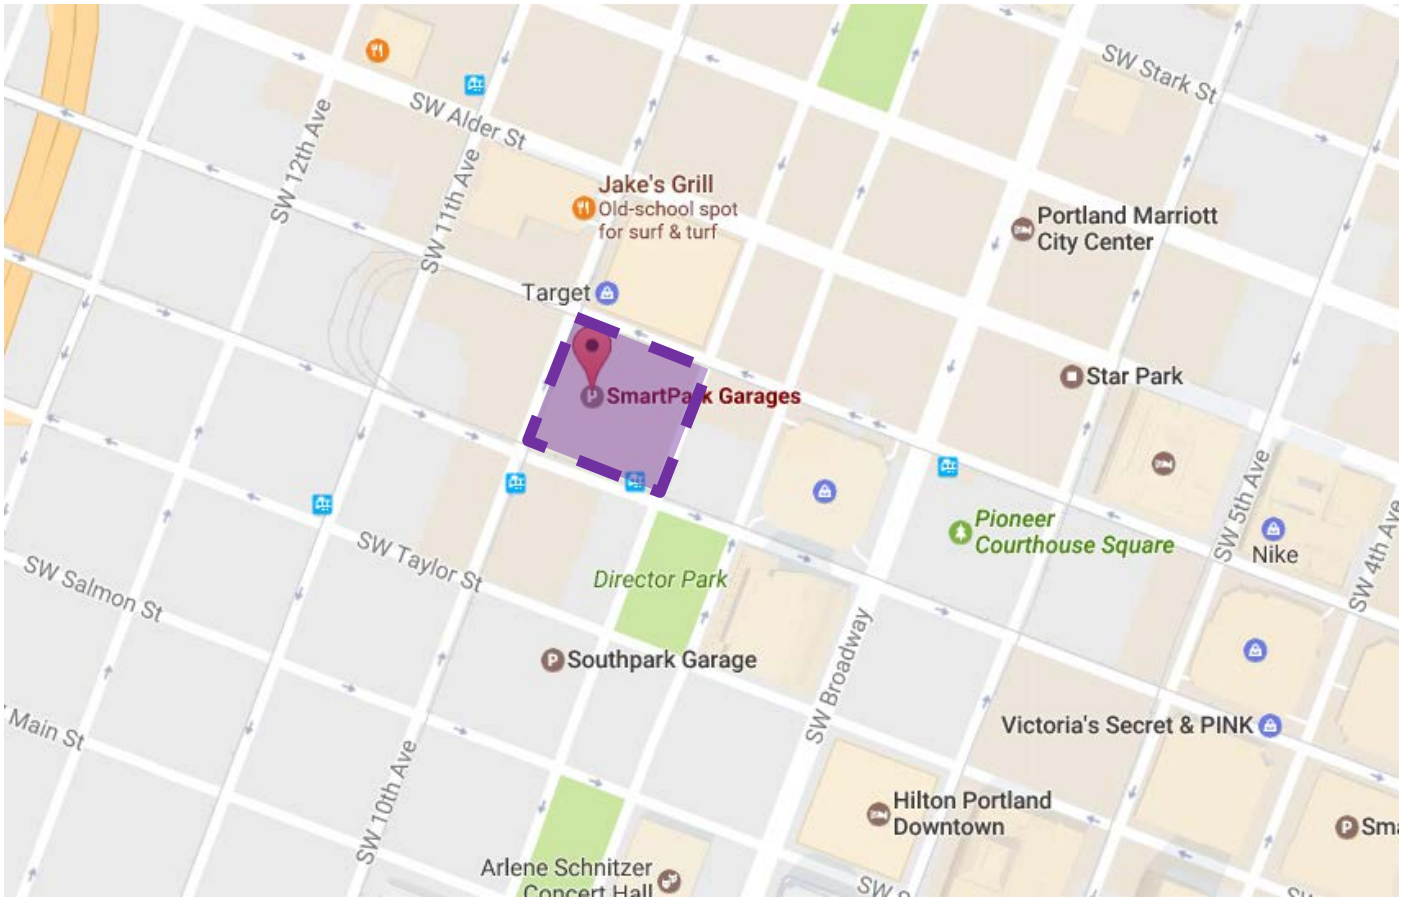 SW Stark St
SW Alder St
SW 12th Ave
SW 11th Ave
Jake's Grill
Old-school spot
for surf & turf
Portland Marriott
City Center
Target
Star Park
SmartPark Garages
SW 5th Ave
SW 4th Ave
Nike
Pioneer
Courthouse Square
SW Taylor St
SW Salmon St
Director Park
Southpark Garage
SW Broadway
Main St
SW 10th Ave
Victoria's Secret & PINK
Hilton Portland
Downtown
Arlene Schnitzer
Concert Hall
P Sm
SW